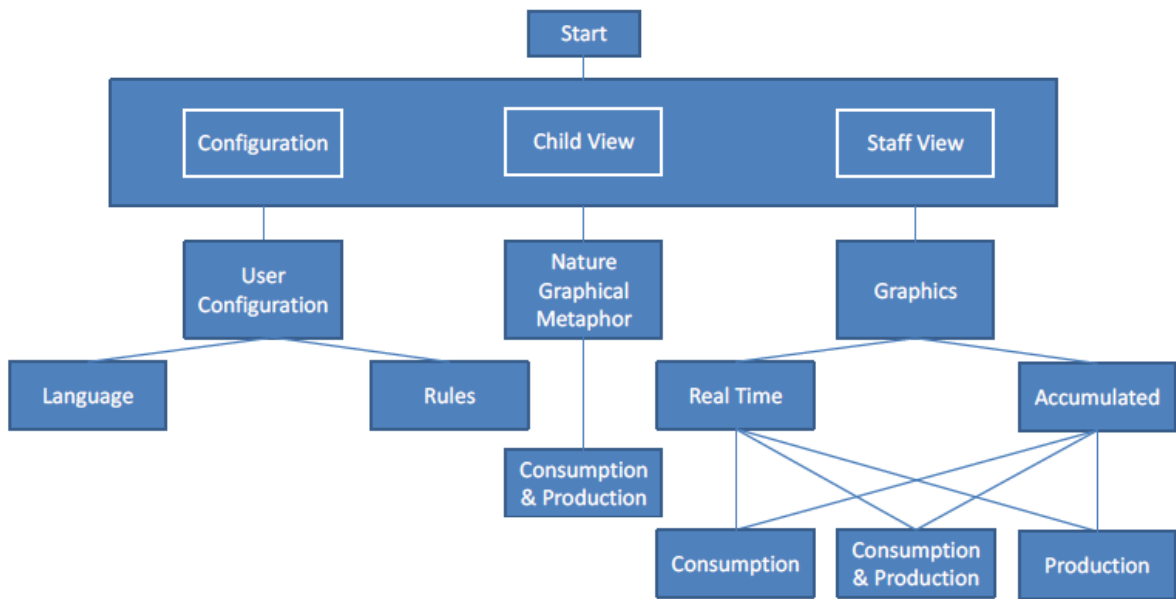 Start
Configuration
Child View
Staff View
User
Configuration
Nature
Graphical
Metaphor
Graphics
Language
Rules
Real Time
Accumulated
Consumption
& Production
Consumption
Consumption
& Production
Production